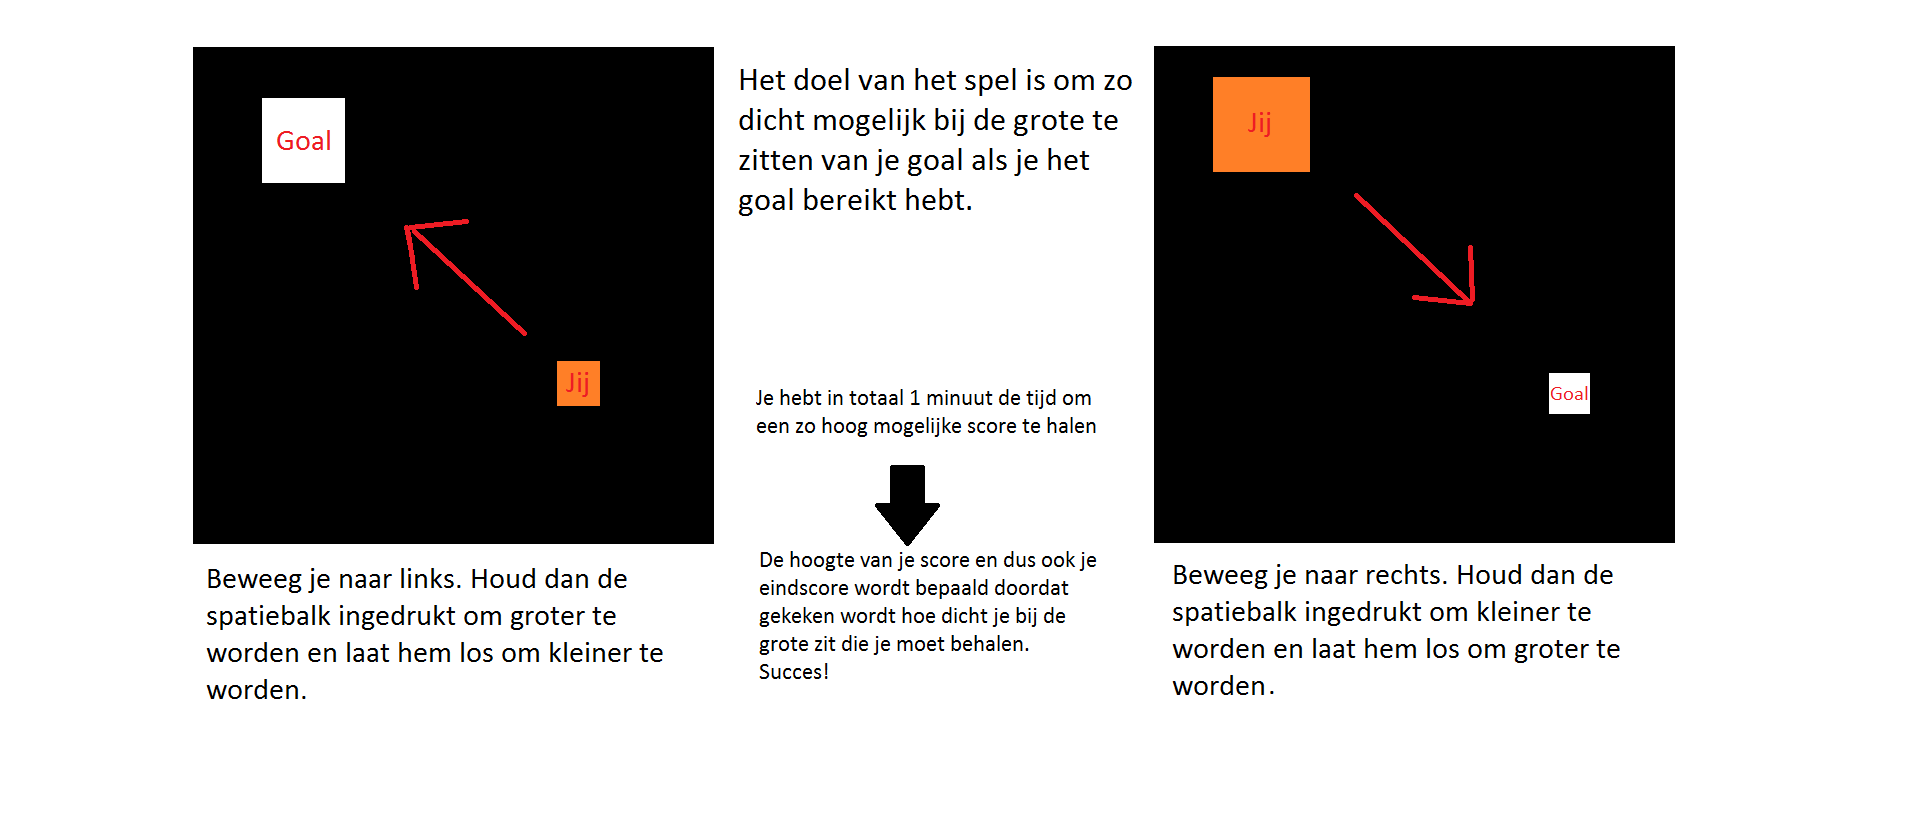 Goal
Jij
Beweeg je naar links. Houd dan de
spatiebalk ingedrukt om groter te
worden en laat hem los om kleiner te
worden.
Het doel van het spel is om zo
dicht mogelijk bij de grote te
zitten van je goal als je het
goal bereikt hebt.
Je hebt in totaal 1 minuut de tijd om
een zo hoog mogelijke score te halen
De hoogte van je score en dus ook je
eindscore wordt bepaald doordat
gekeken wordt hoe dicht je bij de
grote zit die je moet behalen.
Succes!
Jij
Goal
Beweeg je naar rechts. Houd dan de
spatiebalk ingedrukt om kleiner te
worden en laat hem los om groter te
worden.